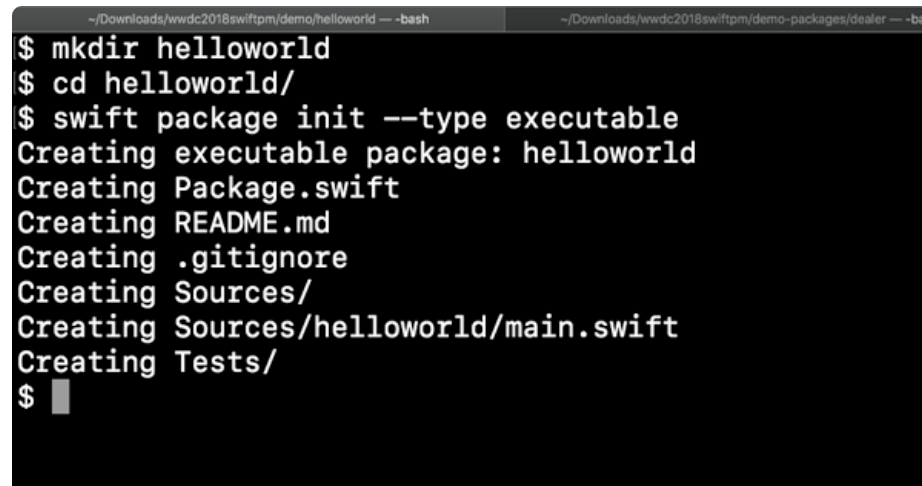 ~/Downloads/wwdc2018swiftpm/demo/helloworld — -bash
~/Downloads/wwdc2018swiftpm/demo-packages/dealer — -ba
$ mkdir helloworld
$ cd helloworld/
$ swift package init --type executable
Creating executable package: helloworld
Creating Package.swift
Creating README.md
Creating .gitignore
Creating Sources/
Creating Sources/helloworld/main.swift
Creating Tests/
$